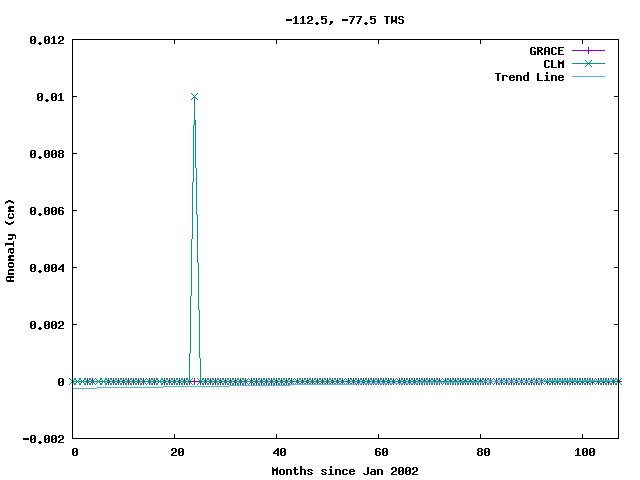 -112.5, -77.5 TWS
GRACE
CLM
Trend Line
0.012
0.01
0.008
0.006
0.004
0.002
0
-0.002
Anomaly (cm)
0 20 40 60 80 100
Months since Jan 2002